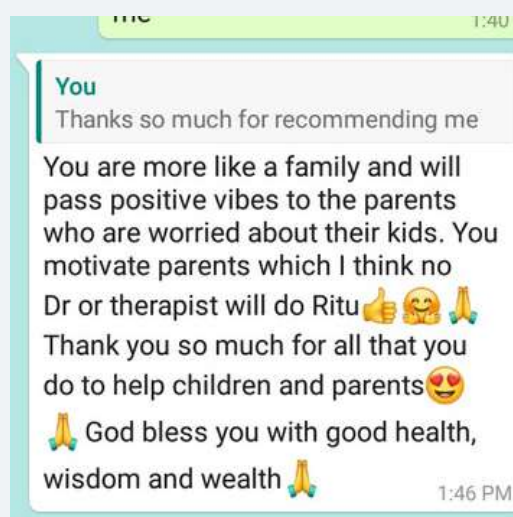 1:40
You
Thanks so much for recommending me
You are more like a family and will
pass positive vibes to the parents
who are worried about their kids. You
motivate parents which I think no
Dr or therapist will do Ritu👍🤗🙏
Thank you so much for all that you
do to help children and parents😍
🙏 God bless you with good health,
wisdom and wealth🙏
1:46 PM